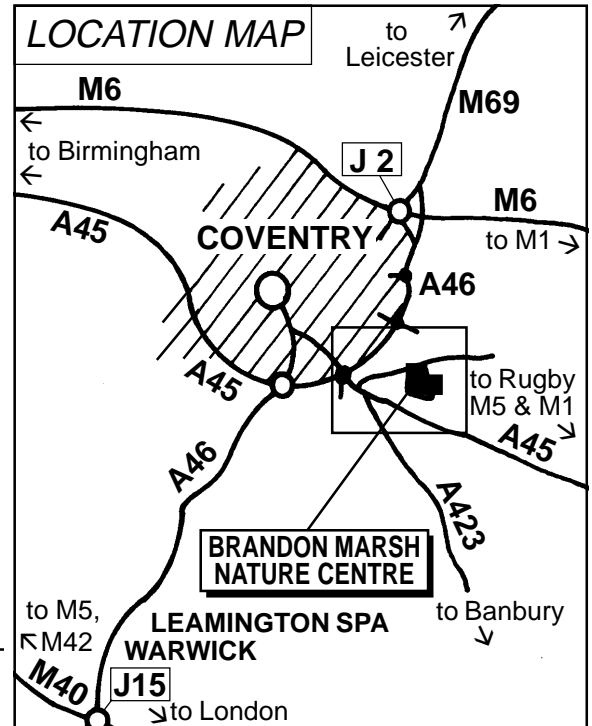 LOCATION MAP
to
Leicester
M6
M69
to Birmingham
J 2
M6
A45
COVENTRY
to M1
A46
A45
to Rugby
M5 & M1
A45
A46
A423
BRANDON MARSH
NATURE CENTRE
to M5,
M42
LEAMINGTON SPA
WARWICK
to Banbury
M40
J15
to London